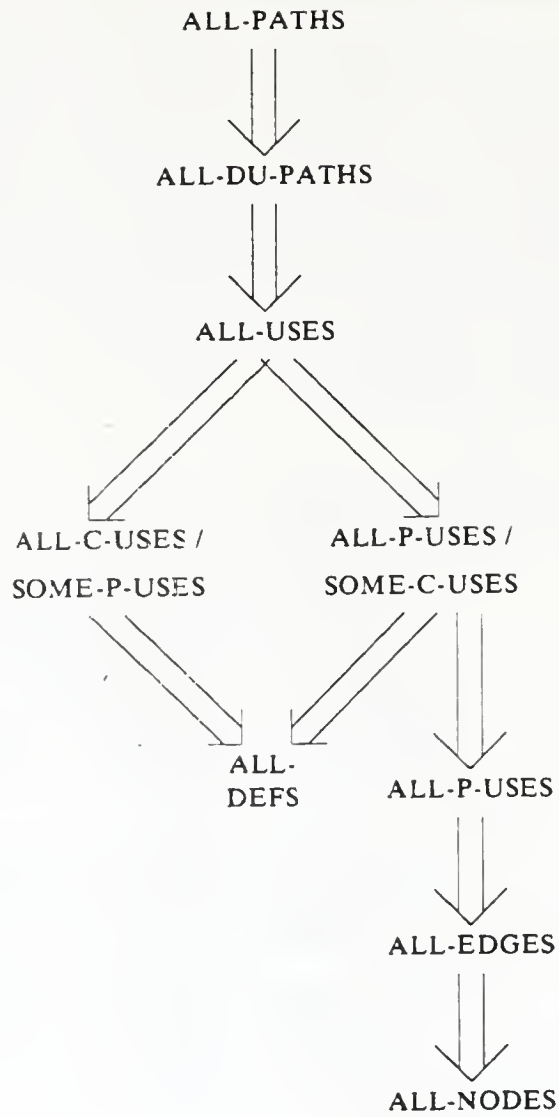 ALL-PATHS
ALL-DU-PATHS
ALL-USES
ALL-C-USES /
SOME-P-USES
ALL-P-USES /
SOME-C-USES
ALL-
DEFS
ALL-P-USES
ALL-EDGES
ALL-NODES